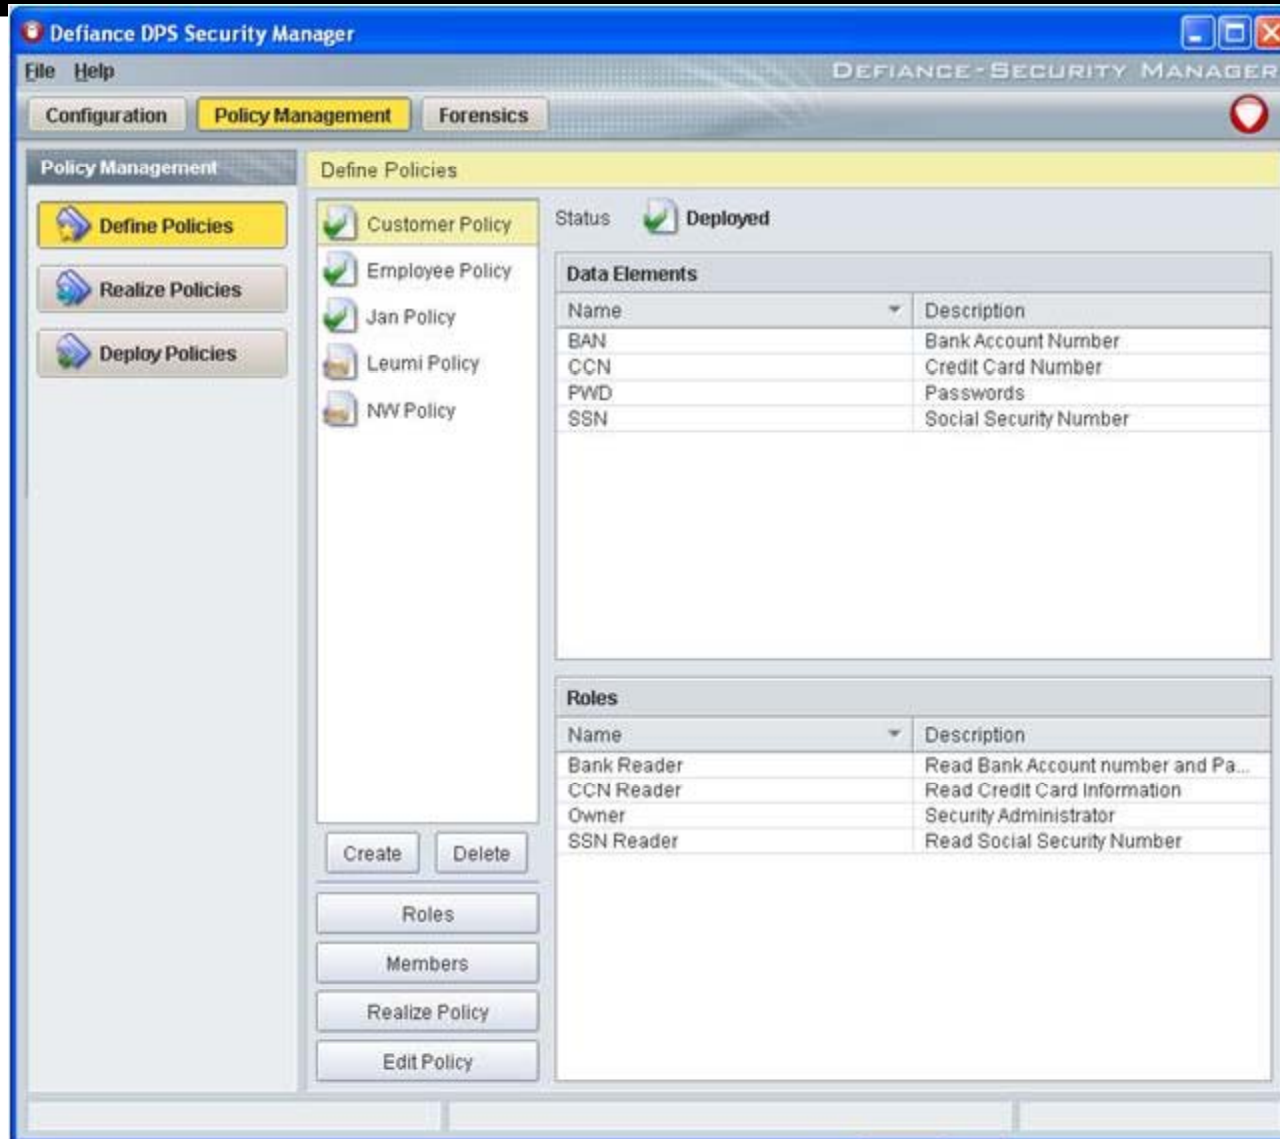 Defiance DPS Security Manager
File Help
DEFIANCE-SECURITY MANAGER
Configuration Policy Management Forensics
Policy Management
Define Policies
Realize Policies
Deploy Policies
Define Policies
Customer Policy
Employee Policy
Jan Policy
Leumi Policy
NW Policy
Create Delete
Roles
Members
Realize Policy
Edit Policy
Status Deployed
Data Elements
Name Description
BAN Bank Account Number
CCN Credit Card Number
PWD Passwords
SSN Social Security Number
Roles
Name Description
Bank Reader Read Bank Account number and Pa...
CCN Reader Read Credit Card Information
Owner Security Administrator
SSN Reader Read Social Security Number